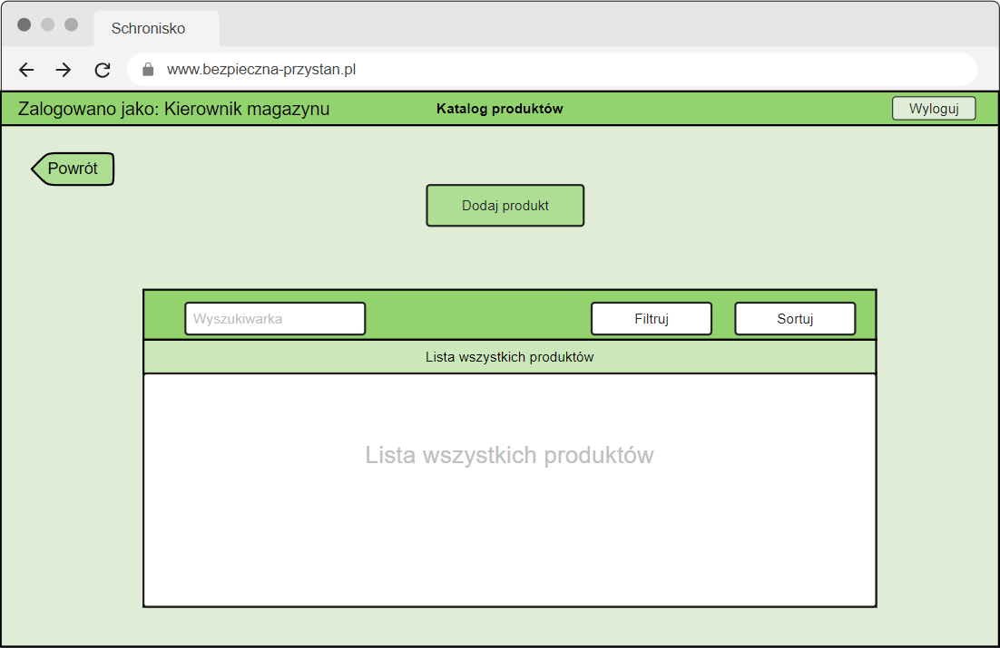 Schronisko
www.bezpieczna-przystan.pl
Zalogowano jako: Kierownik magazynu
Katalog produktów
Wyloguj
Powrót
Dodaj produkt
Wyszukiwarka
Filtruj
Sortuj
Lista wszystkich produktów
Lista wszystkich produktów